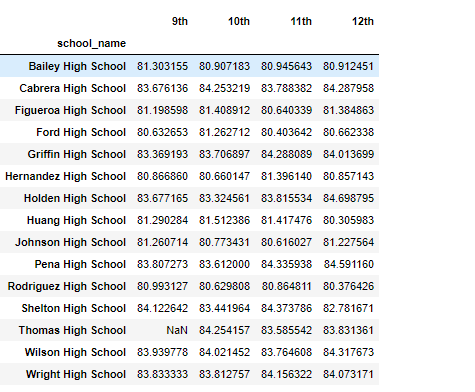 9th 10th 11th 12th
school_name
Bailey High School 81.303155 80.907183 80.945643 80.912451
Cabrera High School 83.676136 84.253219 83.788382 84.287958
Figueroa High School 81.198598 81.408912 80.640339 81.384863
Ford High School 80.632653 81.262712 80.403642 80.662338
Griffin High School 83.369193 83.706897 84.288089 84.013699
Hernandez High School 80.866860 80.660147 81.396140 80.857143
Holden High School 83.677165 83.324561 83.815534 84.698795
Huang High School 81.290284 81.512386 81.417476 80.305983
Johnson High School 81.260714 80.773431 80.616027 81.227564
Pena High School 83.807273 83.612000 84.335938 84.591160
Rodriguez High School 80.993127 80.629808 80.864811 80.376426
Shelton High School 84.122642 83.441964 84.373786 82.781671
Thomas High School NaN 84.254157 83.585542 83.831361
Wilson High School 83.939778 84.021452 83.764608 84.317673
Wright High School 83.833333 83.812757 84.156322 84.073171